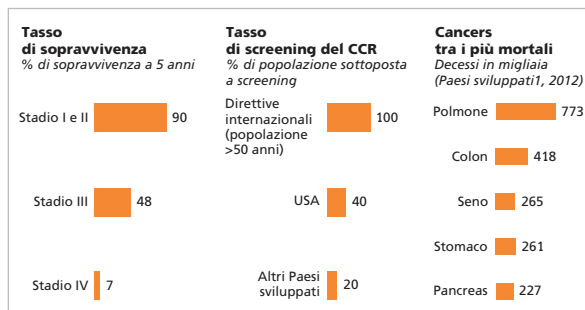 Tasso
di sopravvivenza
% di sopravvivenza a 5 anni
Stadio I e II
90
Stadio III
48
Stadio IV
7
Tasso
di screening del CCR
% di popolazione sottoposta
a screening
Direttive
internazionali
(popolazione
>50 anni)
100
USA
40
Altri Paesi
sviluppati
20
Cancers
tra i più mortali
Decessi in migliaia
(Paesi sviluppati1, 2012)
Polmone
773
Colon
418
Seno
265
Stomaco
261
Pancreas
227